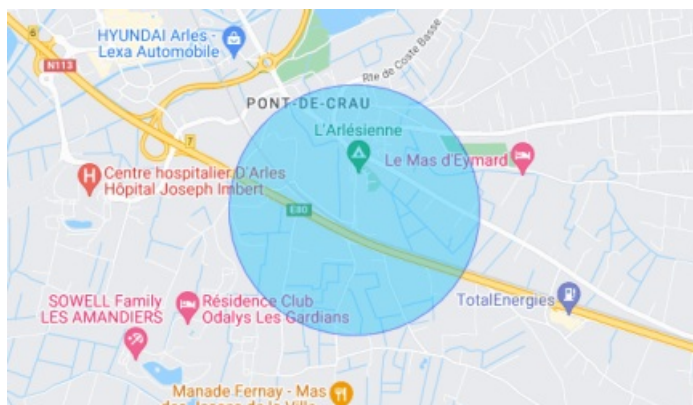 6
HYUNDAI Arles -
Lexa Automobile
N113
Rte de Coste Basse
PONT-DE-CRAU
7
L'Arlésienne
Le Mas d'Eymard
Centre hospitalier D'Arles
Hôpital Joseph Imbert
E80
SOWELL Family
LES AMANDIERS
Résidence Club
Odalys Les Gardians
TotalEnergies
Manade Fernay - Mas